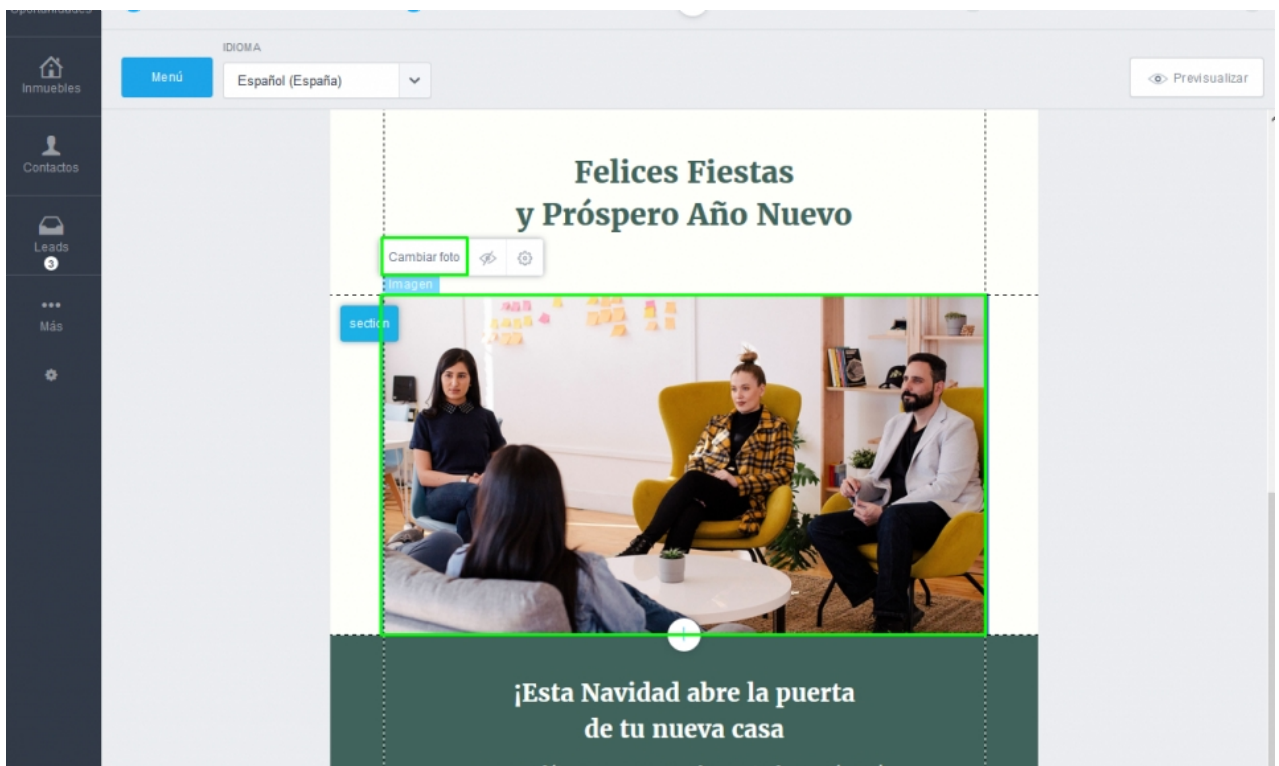 Oportunidades
IDIOMA
Inmuebles
Menú
Español (España)
Previsualizar
Contactos
Felices Fiestas
y Próspero Año Nuevo
Leads
3
Cambiar foto
Imagen
section
Más
¡Esta Navidad abre la puerta
de tu nueva casa